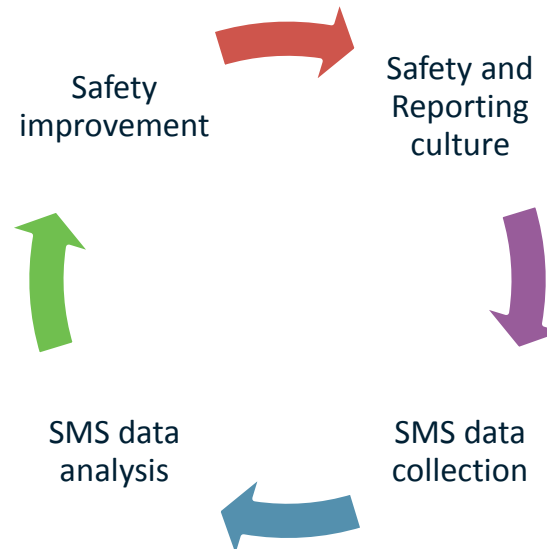 Safety
improvement
Safety and
Reporting
culture
SMS data
analysis
SMS data
collection